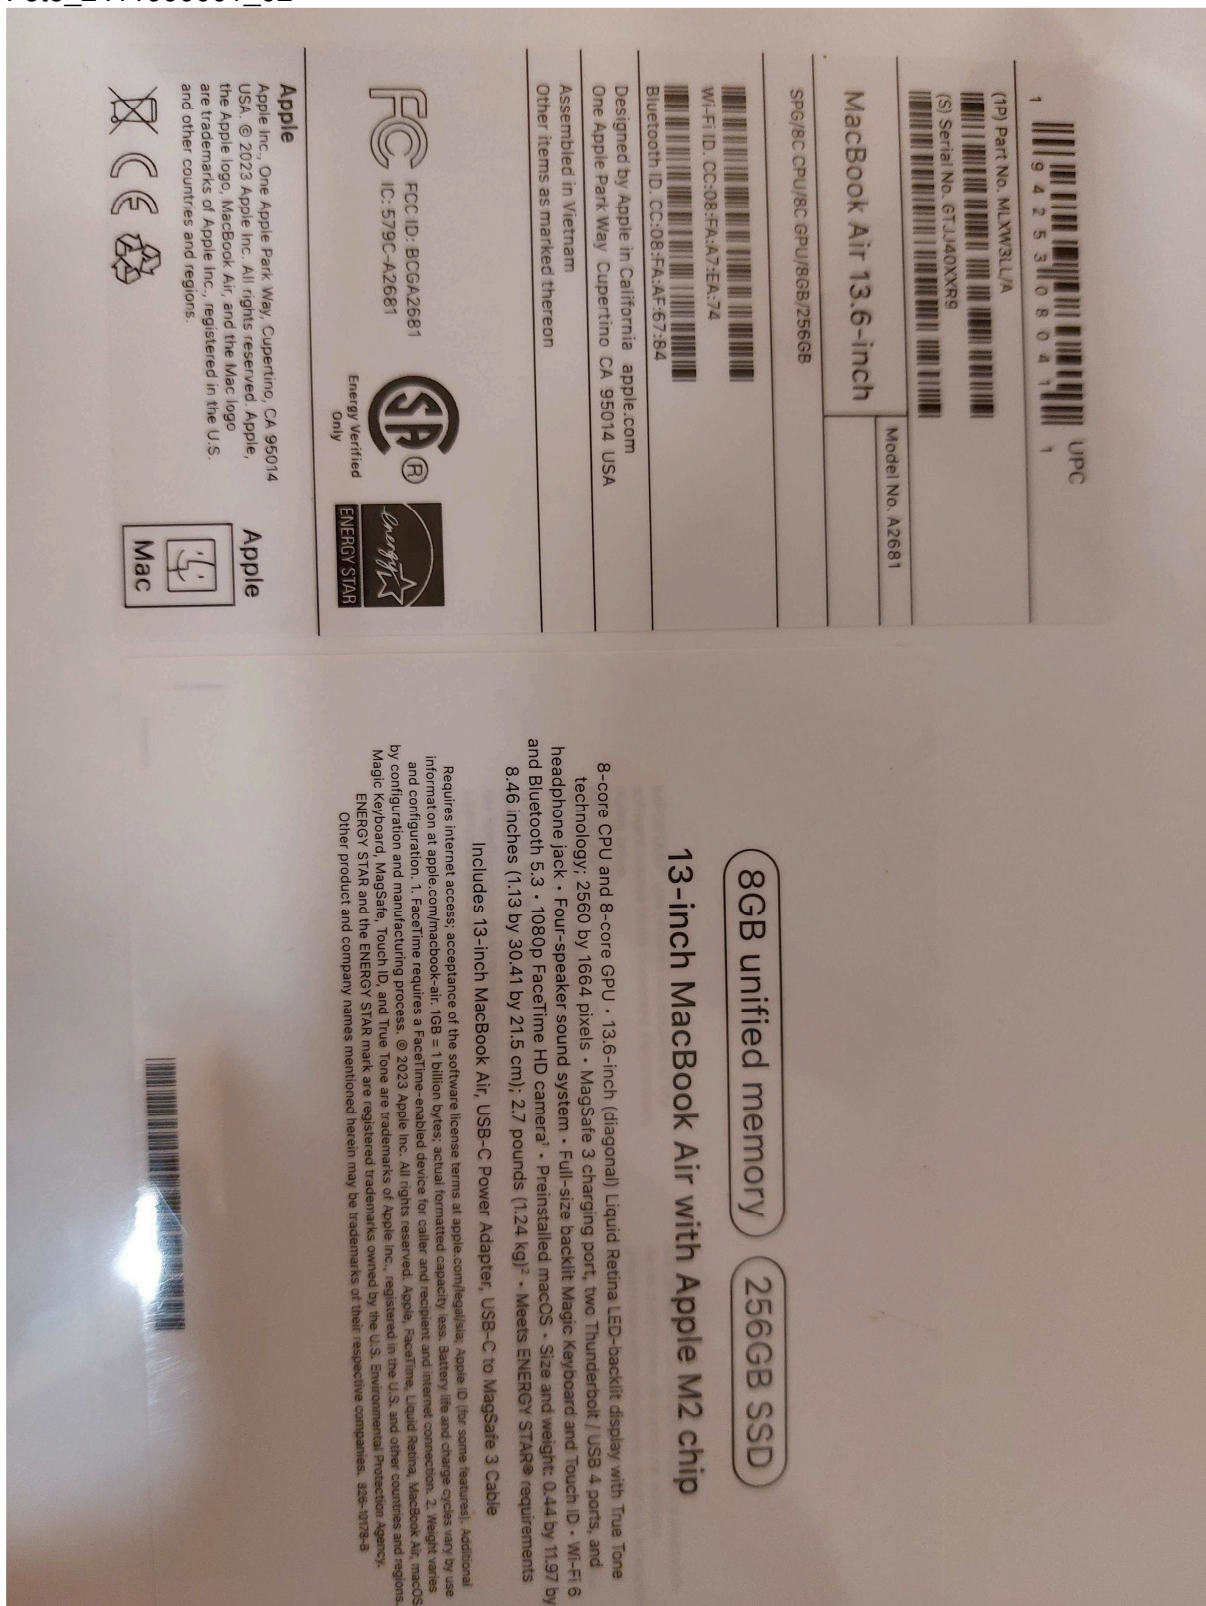 1 94253 08041 1
UPC
(1P) Part No. MLXW3LL/A
(S) Serial No. GTJJ40XXR9
MacBook Air 13.6-inch
Model No. A2681
SPG/8C CPU/8C GPU/8GB/256GB
Wi-Fi ID. CC:08:FA:A7:EA:74
Bluetooth ID. CC:08:FA:AF:67:B4
Designed by Apple in California apple.com
One Apple Park Way Cupertino CA 95014 USA
Assembled in Vietnam
Other items as marked thereon
FC
FCC ID: BCGA2681
IC: 579C-A2681
SA®
Energy Verified
Only
energy
ENERGY STAR
Apple
Apple Inc., One Apple Park Way, Cupertino, CA 95014
USA. © 2023 Apple Inc. All rights reserved. Apple,
the Apple logo, MacBook Air, and the Mac logo
are trademarks of Apple Inc., registered in the U.S.
and other countries and regions.
CE
Apple
Mac
8GB unified memory
256GB SSD
13-inch MacBook Air with Apple M2 chip
8-core CPU and 8-core GPU • 13.6-inch (diagonal) Liquid Retina LED-backlit display with True Tone
technology; 2560 by 1664 pixels • MagSafe 3 charging port, two Thunderbolt / USB 4 ports, and
headphone jack • Four-speaker sound system • Full-size backlit Magic Keyboard and Touch ID • Wi-Fi 6
and Bluetooth 5.3 • 1080p FaceTime HD camera¹ • Preinstalled macOS • Size and weight: 0.44 by 11.97 by
8.46 inches (1.13 by 30.41 by 21.5 cm); 2.7 pounds (1.24 kg)² • Meets ENERGY STAR® requirements
Includes 13-inch MacBook Air, USB-C Power Adapter, USB-C to MagSafe 3 Cable
Requires internet access; acceptance of the software license terms at apple.com/legal/sla; Apple ID (for some features). Additional
information at apple.com/macbook-air. 1GB = 1 billion bytes; actual formatted capacity less. Battery life and charge cycles vary by use
and configuration. 1. FaceTime requires a FaceTime-enabled device for caller and recipient and internet connection. 2. Weight varies
by configuration and manufacturing process. © 2023 Apple Inc. All rights reserved. Apple, FaceTime, Liquid Retina, MacBook Air, macOS
Magic Keyboard, MagSafe, Touch ID, and True Tone are trademarks of Apple Inc., registered in the U.S. and other countries and regions.
ENERGY STAR and the ENERGY STAR mark are registered trademarks owned by the U.S. Environmental Protection Agency.
Other product and company names mentioned herein may be trademarks of their respective companies. 826-10178-B